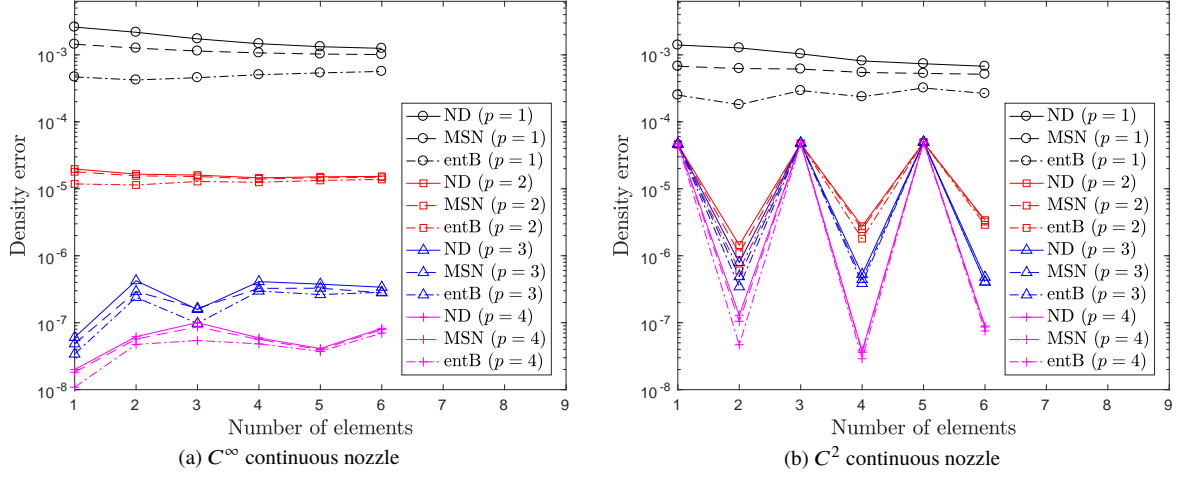 10^-3
10^-4
10^-5
10^-6
10^-7
10^-8
Density error
1 2 3 4 5 6 7 8 9
Number of elements
ND (p = 1)
MSN (p = 1)
entB (p = 1)
ND (p = 2)
MSN (p = 2)
entB (p = 2)
ND (p = 3)
MSN (p = 3)
entB (p = 3)
ND (p = 4)
MSN (p = 4)
entB (p = 4)
(a) C^∞ continuous nozzle
10^-3
10^-4
10^-5
10^-6
10^-7
10^-8
Density error
1 2 3 4 5 6 7 8 9
Number of elements
ND (p = 1)
MSN (p = 1)
entB (p = 1)
ND (p = 2)
MSN (p = 2)
entB (p = 2)
ND (p = 3)
MSN (p = 3)
entB (p = 3)
ND (p = 4)
MSN (p = 4)
entB (p = 4)
(b) C^2 continuous nozzle